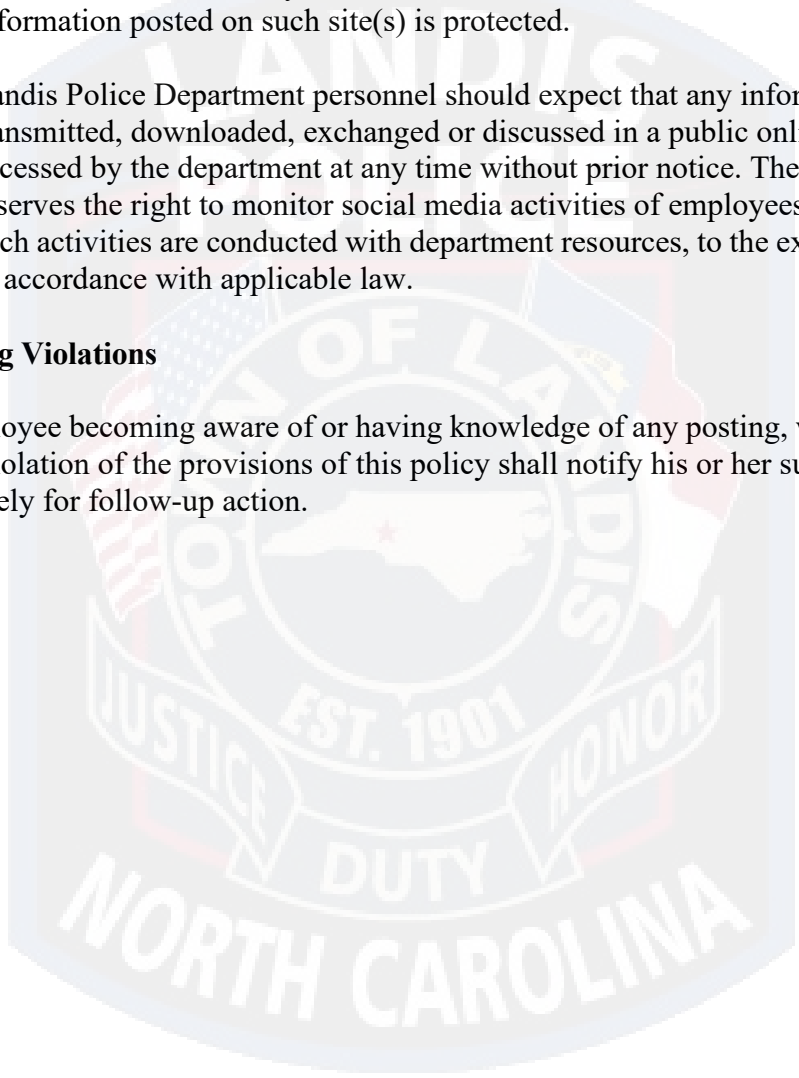 formation posted on such site(s) is protected.
andis Police Department personnel should expect that any infor
ansmitted, downloaded, exchanged or discussed in a public onli
cessed by the department at any time without prior notice. The
serves the right to monitor social media activities of employees
ch activities are conducted with department resources, to the ex
accordance with applicable law.
g Violations
loyee becoming aware of or having knowledge of any posting, v
olation of the provisions of this policy shall notify his or her su
ely for follow-up action.
LANDIS
POLICE
TOWN OF LANDIS
EST. 1901
JUSTICE
DUTY
HONOR
NORTH CAROLINA